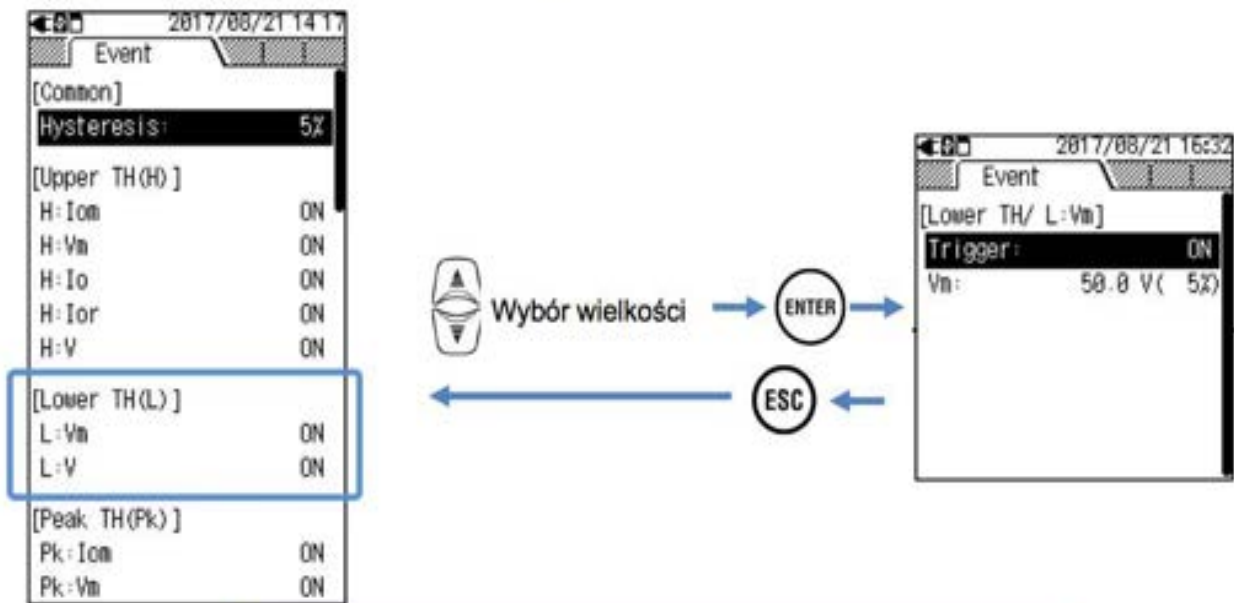 2017/08/21 14 17
Event
[Common]
Hysteresis: 5%
[Upper TH(H)]
H:Iom ON
H:Vm ON
H:Io ON
H:Ior ON
H:V ON
[Lower TH(L)]
L:Vm ON
L:V ON
[Peak TH(Pk)]
Pk:Iom ON
Pk:Vm ON
Wybór wielkości
ENTER
ESC
2017/08/21 16:32
Event
[Lower TH/ L:Vm]
Trigger: ON
Vm: 50.0 V( 5%)